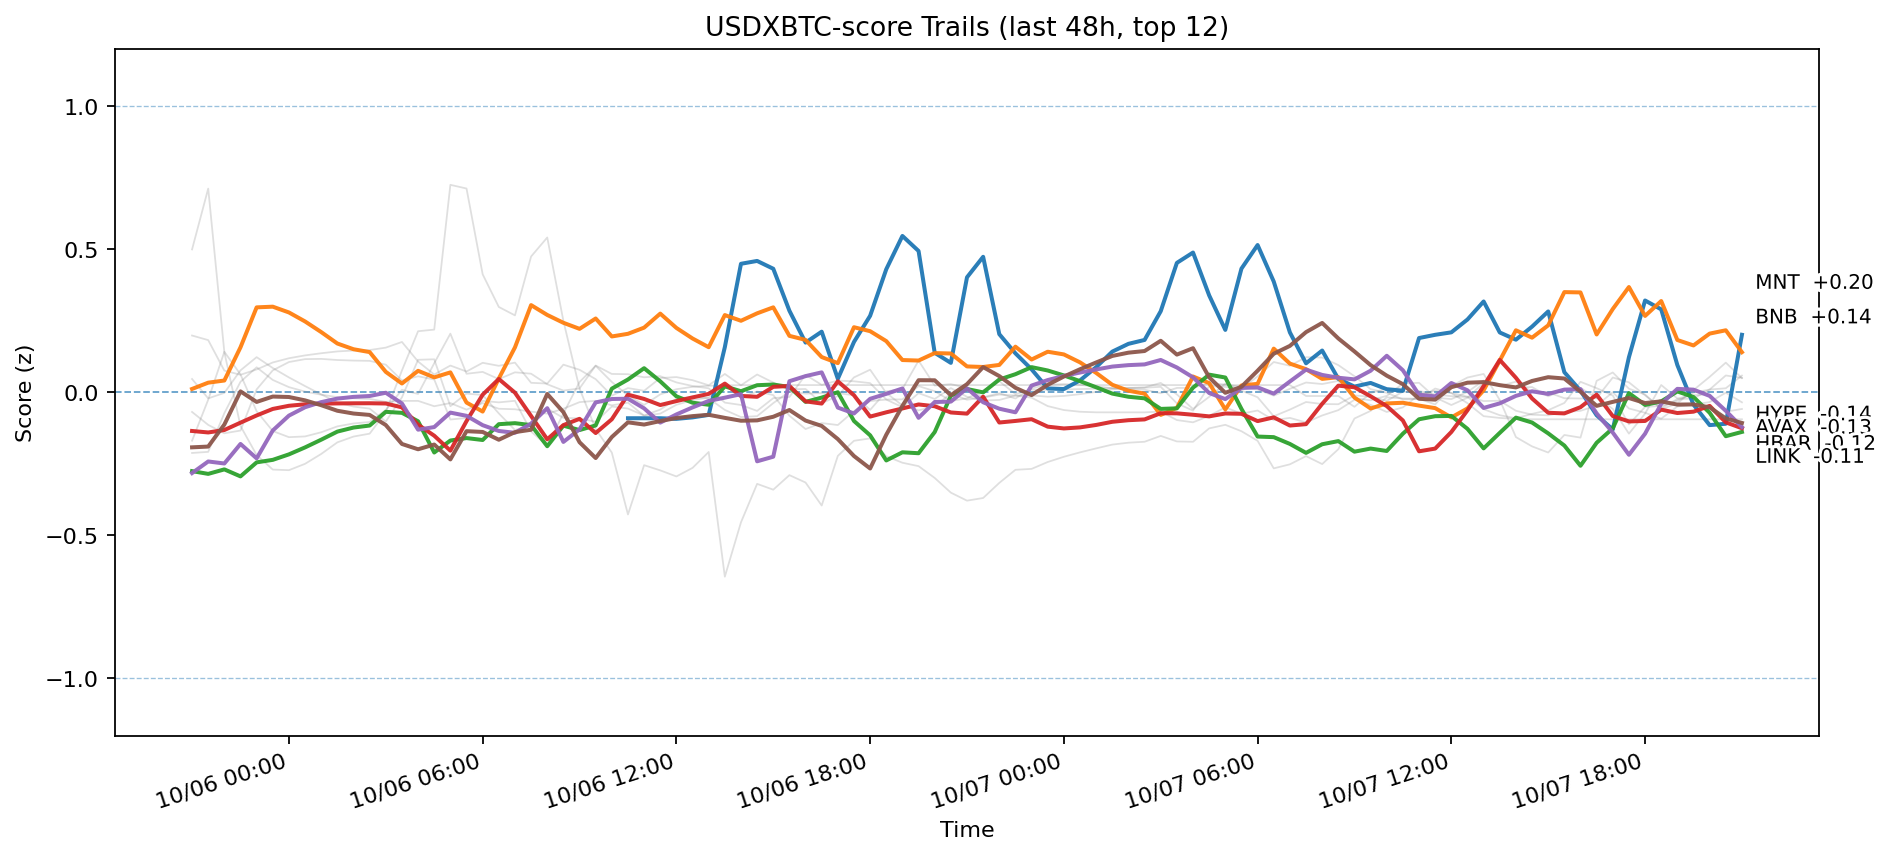 USDXBTC-score Trails (last 48h, top 12)
Score (z)
1.0
0.5
0.0
−0.5
−1.0
MNT +0.20
BNB +0.14
HYPE -0.14
AVAX -0.13
HBAR -0.12
LINK -0.11
10/06 00:00
10/06 06:00
10/06 12:00
10/06 18:00
10/07 00:00
10/07 06:00
10/07 12:00
10/07 18:00
Time